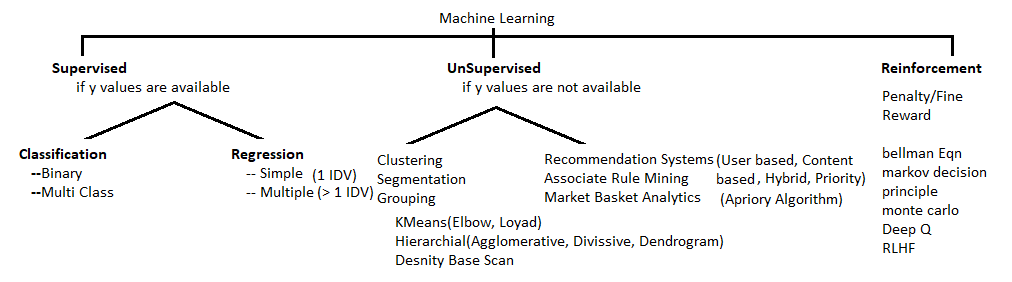 Machine Learning
Supervised
if y values are available
Classification
--Binary
--Multi Class
Regression
-- Simple (1 IDV)
-- Multiple (> 1 IDV)
UnSupervised
if y values are not available
Clustering
Segmentation
Grouping
KMeans(Elbow, Loyad)
Hierarchial(Agglomerative, Divissive, Dendrogram)
Desnity Base Scan
Recommendation Systems (User based, Content
Associate Rule Mining based , Hybrid, Priority)
Market Basket Analytics (Apriory Algorithm)
Reinforcement
Penalty/Fine
Reward
bellman Eqn
markov decision
principle
monte carlo
Deep Q
RLHF